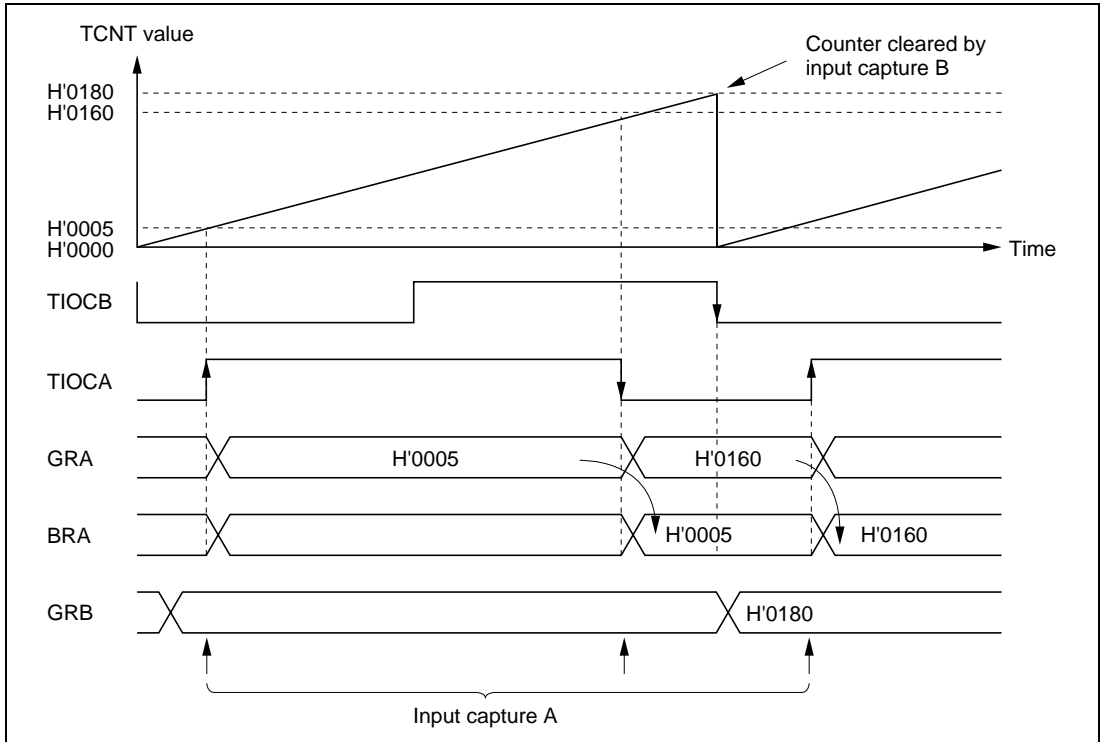 TCNT value
Counter cleared by
input capture B
H'0180
H'0160
H'0005
H'0000
Time
TIOCB
TIOCA
GRA
H'0005
H'0160
BRA
H'0005
H'0160
GRB
H'0180
Input capture A